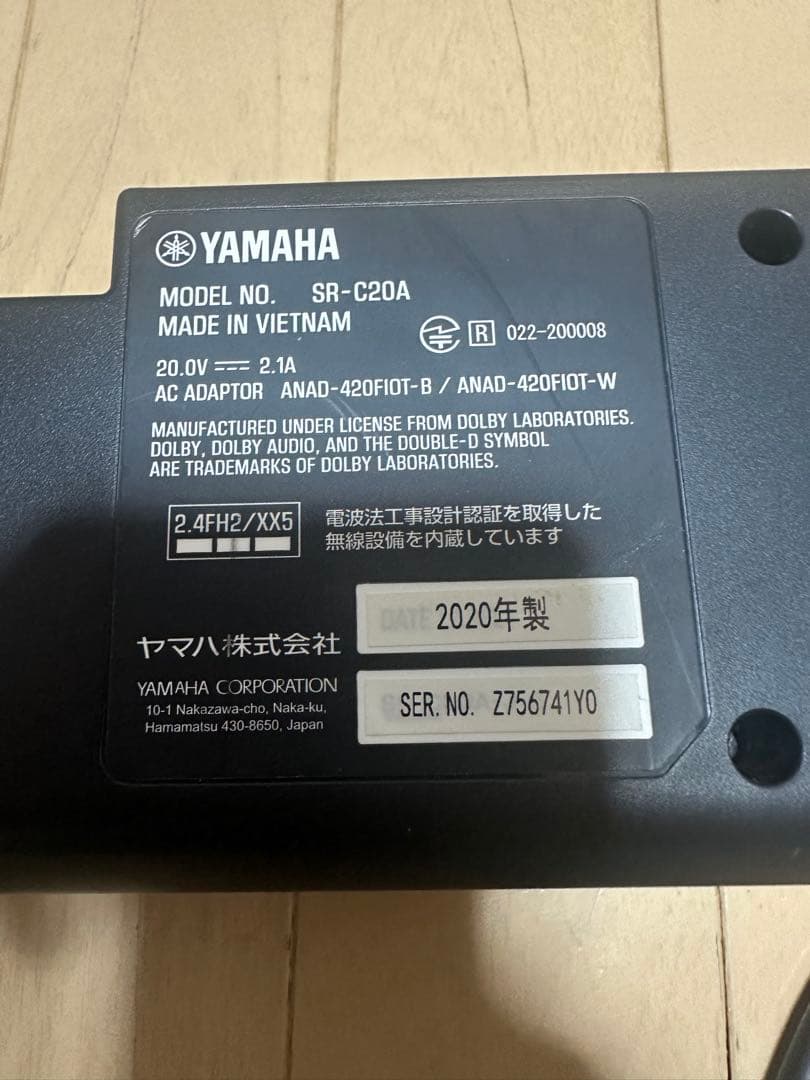 YAMAHA
MODEL NO. SR-C20A
MADE IN VIETNAM
R 022-200008
20.0V 2.1A
AC ADAPTOR ANAD-420FIOT-B / ANAD-420FIOT-W
MANUFACTURED UNDER LICENSE FROM DOLBY LABORATORIES.
DOLBY, DOLBY AUDIO, AND THE DOUBLE-D SYMBOL
ARE TRADEMARKS OF DOLBY LABORATORIES.
2.4FH2/XX5
電波法工事設計認証を取得した
無線設備を内蔵しています
2020年製
ヤマハ株式会社
YAMAHA CORPORATION
10-1 Nakazawa-cho, Naka-ku,
Hamamatsu 430-8650, Japan
SER. NO. Z756741YO